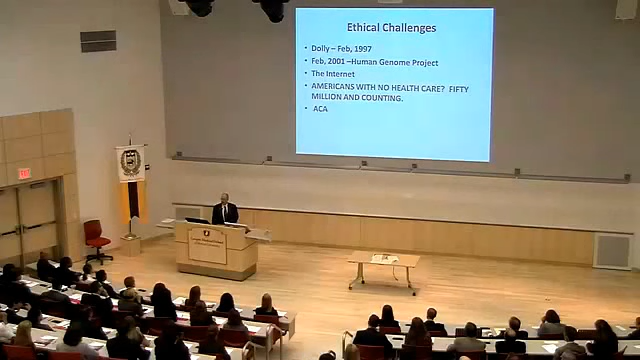 Ethical Challenges
• Dolly – Feb, 1997
• Feb, 2001 –Human Genome Project
• The Internet
• AMERICANS WITH NO HEALTH CARE? FIFTY
MILLION AND COUNTING.
• ACA
EXIT